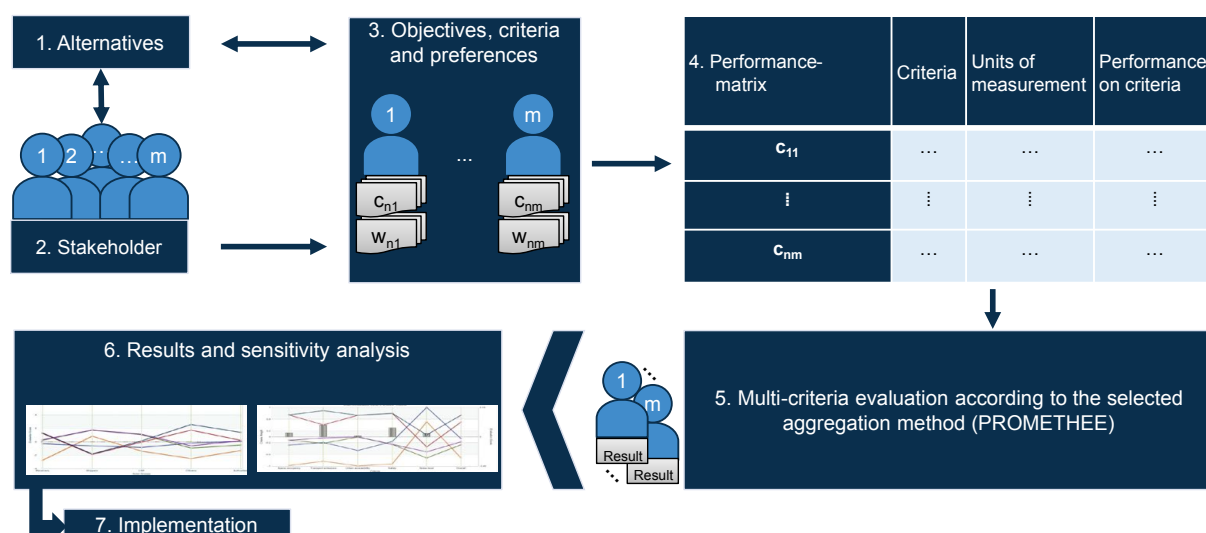 1. Alternatives
3. Objectives, criteria
and preferences
4. Performance-
matrix
Criteria
Units of
measurement
Performance
on criteria
1
2
...
...
m
2. Stakeholder
1
...
m
cn1
wn1
cnm
wnm
c11
...
...
...
cnm
...
...
...
6. Results and sensitivity analysis
1
m
Result
Result
5. Multi-criteria evaluation according to the selected
aggregation method (PROMETHEE)
7. Implementation